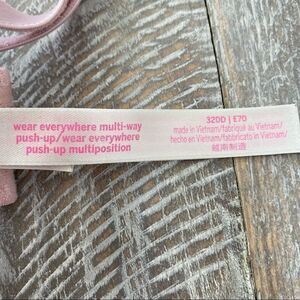 wear everywhere multi-way
push-up/wear everywhere
push-up multiposition
32DD | E70
made in Vietnam/fabriqué au Vietnam/
hecho en Vietnam/fabbricato in Vietnam/
越南制造